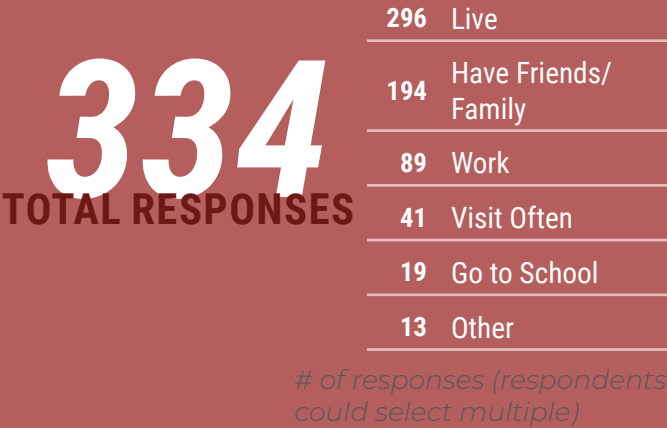 334
TOTAL RESPONSES
296 Live
194 Have Friends/
Family
89 Work
41 Visit Often
19 Go to School
13 Other
# of responses (respondents
could select multiple)